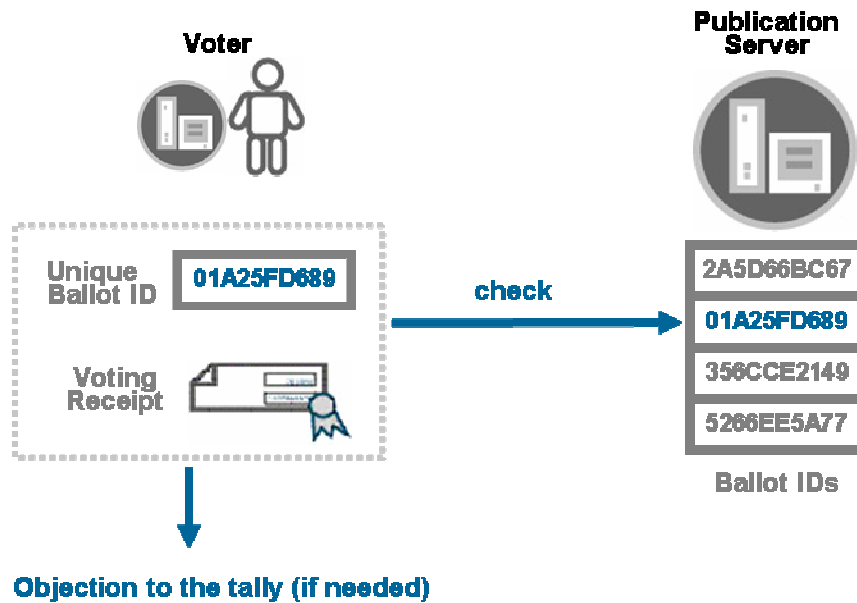 Voter
Publication
Server
Unique
Ballot ID
01A25FD689
Voting
Receipt
check
2A5D66BC67
01A25FD689
356CCE2149
5266EE5A77
Ballot IDs
Objection to the tally (if needed)